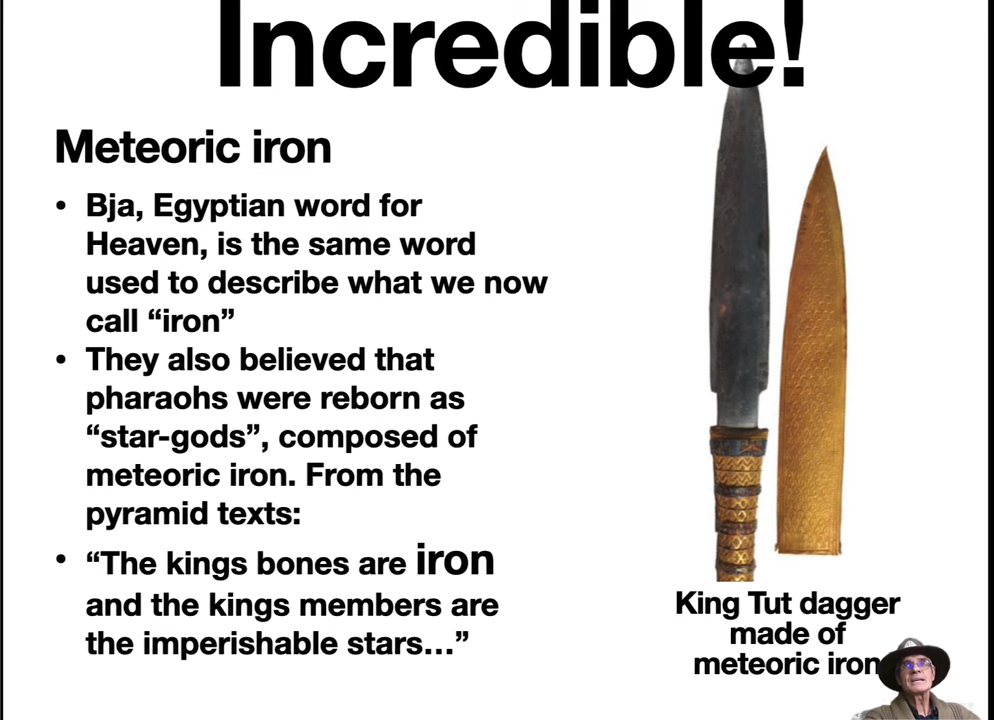 Incredible!
Meteoric iron
• Bja, Egyptian word for
Heaven, is the same word
used to describe what we now
call “iron”
• They also believed that
pharaohs were reborn as
“star-gods”, composed of
meteoric iron. From the
pyramid texts:
• “The kings bones are iron
and the kings members are
the imperishable stars...”
King Tut dagger
made of
meteoric iron